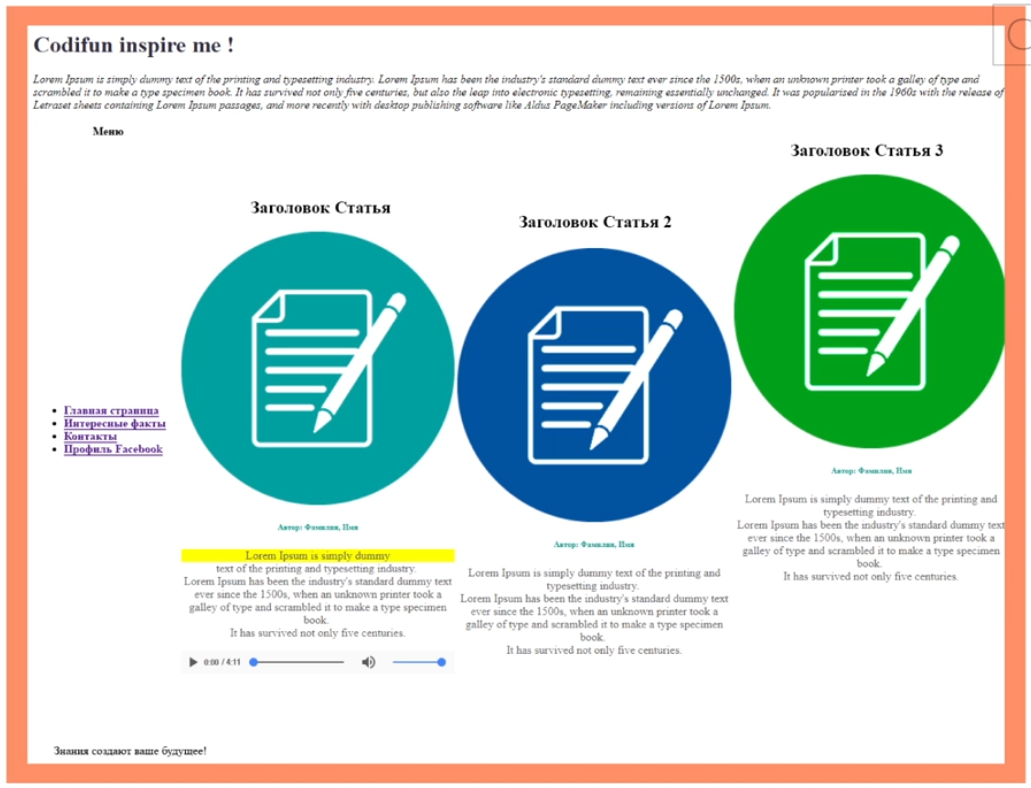 Codifun inspire me !
Lorem Ipsum is simply dummy text of the printing and typesetting industry. Lorem Ipsum has been the industry's standard dummy text ever since the 1500s, when an unknown printer took a galley of type and
scrambled it to make a type specimen book. It has survived not only five centuries, but also the leap into electronic typesetting, remaining essentially unchanged. It was popularised in the 1960s with the release of
Letraset sheets containing Lorem Ipsum passages, and more recently with desktop publishing software like Aldus PageMaker including versions of Lorem Ipsum.
Меню
Главная страница
Интересные факты
Контакты
Профиль Facebook
Заголовок Статья
Автор: Фамилия, Имя
Lorem Ipsum is simply dummy
text of the printing and typesetting industry.
Lorem Ipsum has been the industry's standard dummy text
ever since the 1500s, when an unknown printer took a
galley of type and scrambled it to make a type specimen
book.
It has survived not only five centuries.
0:00 / 4:11
Заголовок Статья 2
Автор: Фамилия, Имя
Lorem Ipsum is simply dummy text of the printing and
typesetting industry.
Lorem Ipsum has been the industry's standard dummy text
ever since the 1500s, when an unknown printer took a
galley of type and scrambled it to make a type specimen
book.
It has survived not only five centuries.
Заголовок Статья 3
Автор: Фамилия, Имя
Lorem Ipsum is simply dummy text of the printing and
typesetting industry.
Lorem Ipsum has been the industry's standard dummy text
ever since the 1500s, when an unknown printer took a
galley of type and scrambled it to make a type specimen
book.
It has survived not only five centuries.
Знания создают ваше будущее!